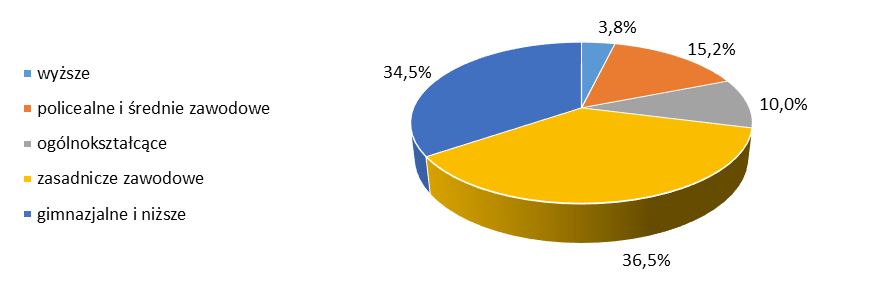 wyższe
policealne i średnie zawodowe
ogólnokształcące
zasadnicze zawodowe
gimnazjalne i niższe
3,8%
15,2%
10,0%
36,5%
34,5%